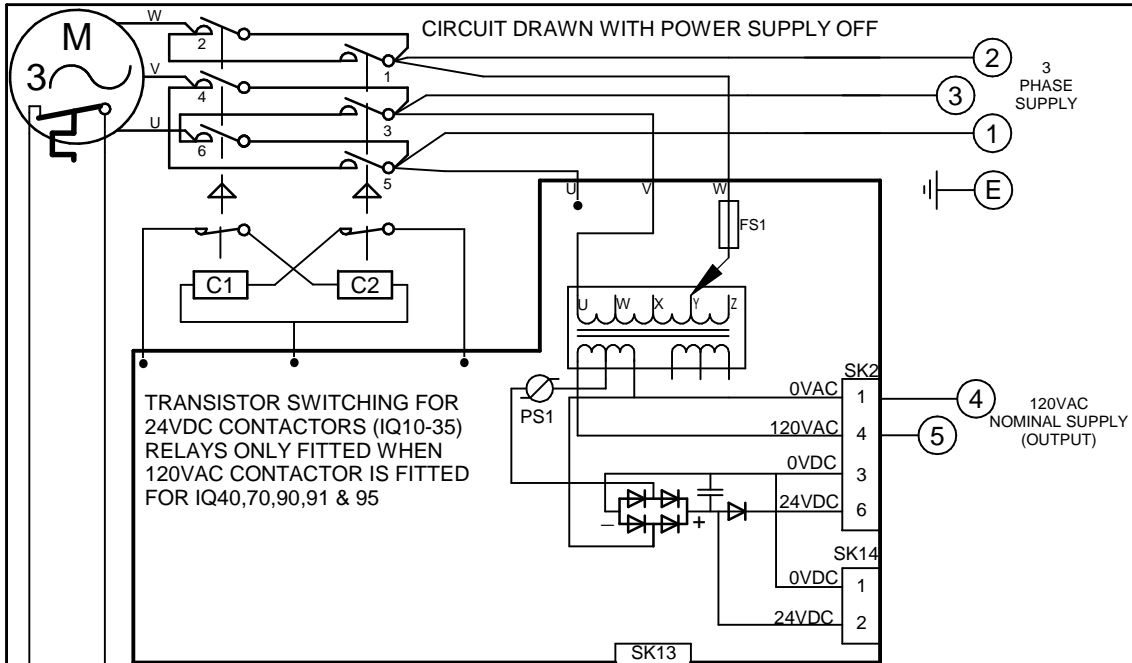 CIRCUIT DRAWN WITH POWER SUPPLY OFF
W
M
3
V
U
2
1
4
3
6
5
2
3
PHASE
SUPPLY
3
1
E
U
V
W
FS1
C1
C2
U W X Y Z
TRANSISTOR SWITCHING FOR
24VDC CONTACTORS (IQ10-35)
RELAYS ONLY FITTED WHEN
120VAC CONTACTOR IS FITTED
FOR IQ40,70,90,91 & 95
PS1
SK2
0VAC 1
4
120VAC
NOMINAL SUPPLY
(OUTPUT)
120VAC 4
5
0VDC 3
24VDC 6
− +
SK14
0VDC 1
24VDC 2
SK13